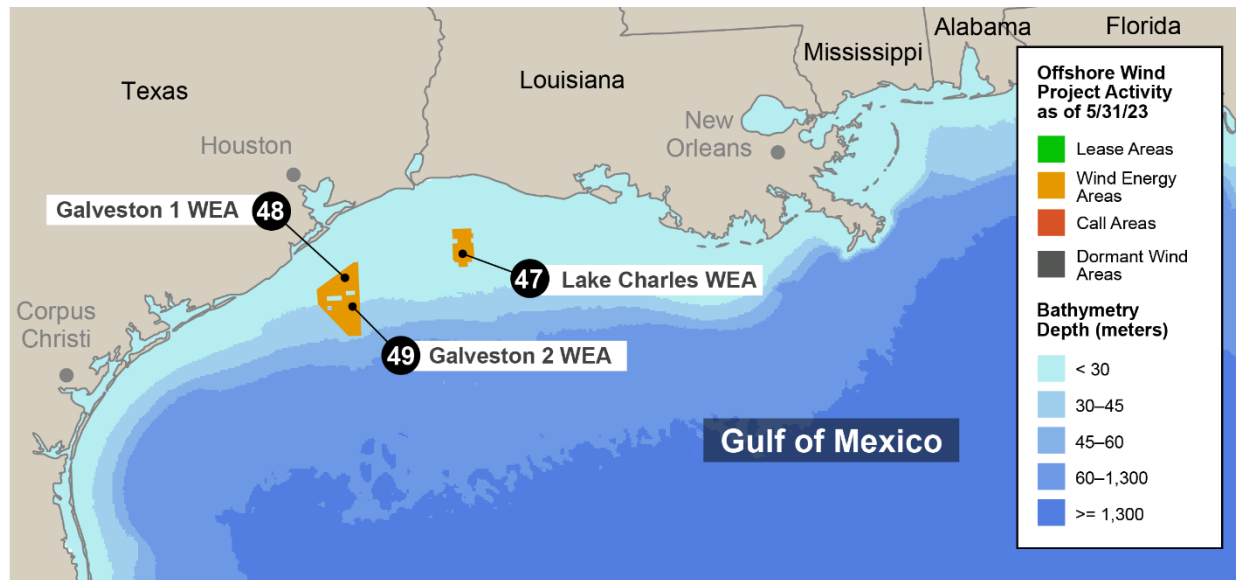 Texas
Louisiana
Mississippi
Alabama
Florida
Houston
New
Orleans
Galveston 1 WEA
48
47
Lake Charles WEA
Corpus
Christi
49
Galveston 2 WEA
Gulf of Mexico
Offshore Wind
Project Activity
as of 5/31/23
Lease Areas
Wind Energy
Areas
Call Areas
Dormant Wind
Areas
Bathymetry
Depth (meters)
< 30
30–45
45–60
60–1,300
>= 1,300